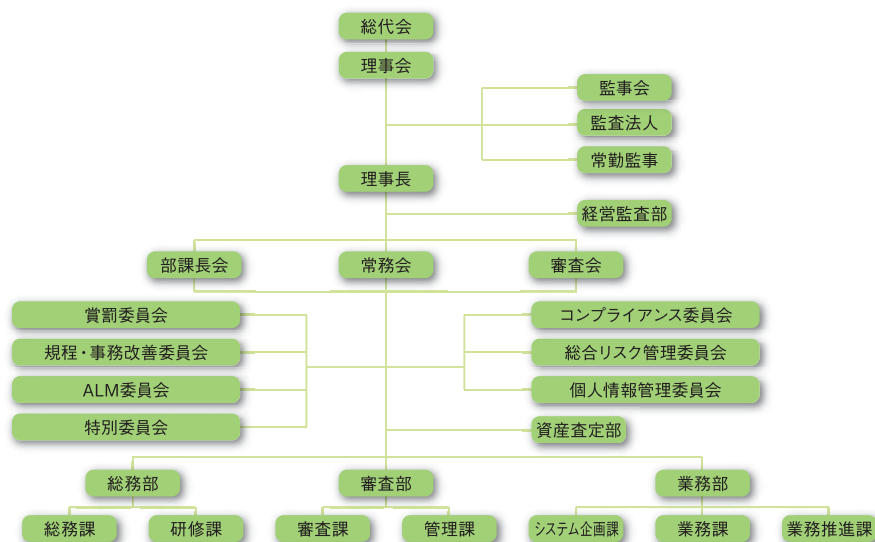 総代会
理事会
監事会
監査法人
常勤監事
理事長
経営監査部
部課長会
常務会
審査会
賞罰委員会
コンプライアンス委員会
規程・事務改善委員会
総合リスク管理委員会
ALM委員会
個人情報管理委員会
特別委員会
資産査定部
総務部
審査部
業務部
総務課
研修課
審査課
管理課
システム企画課
業務課
業務推進課